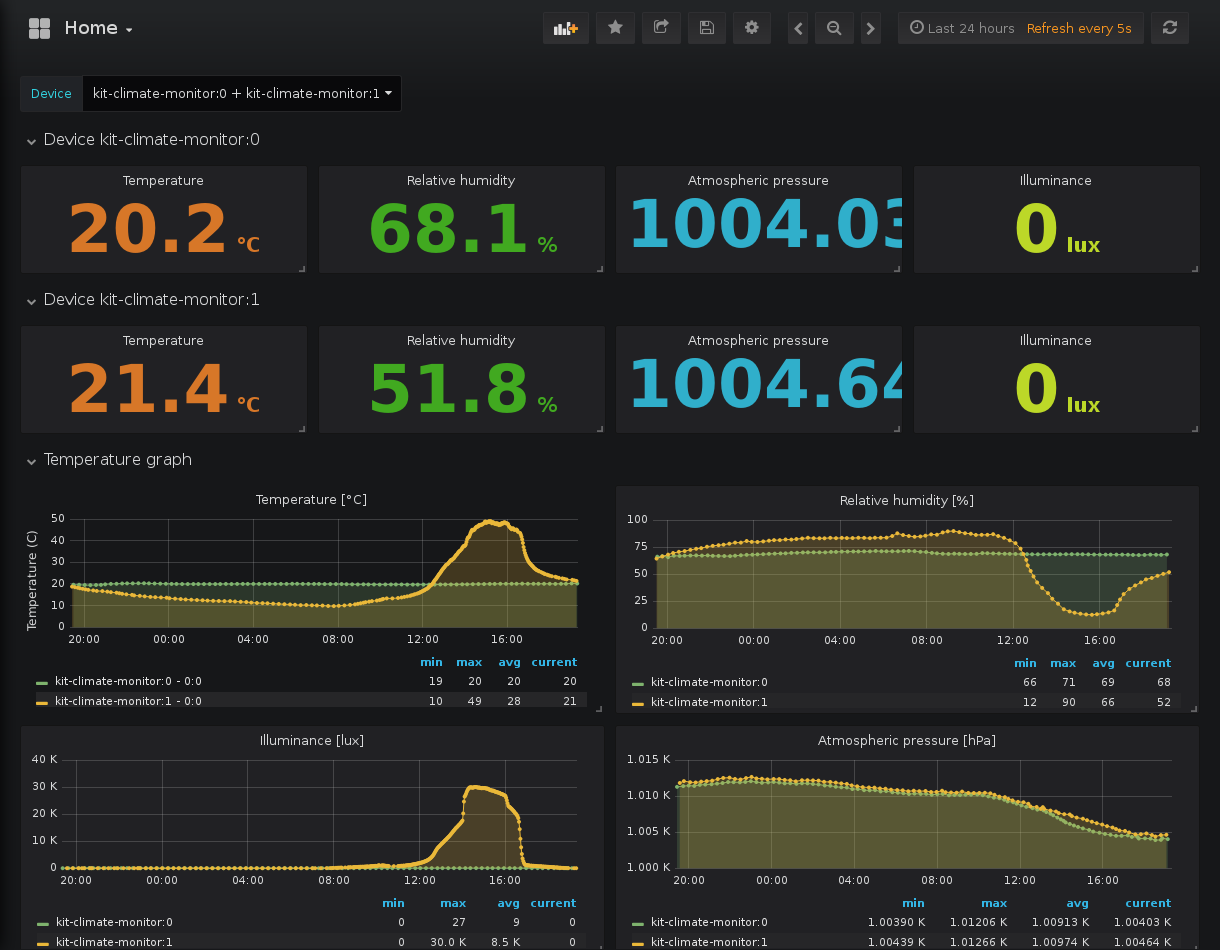 Home
Last 24 hours Refresh every 5s
Device kit-climate-monitor:0 + kit-climate-monitor:1
Device kit-climate-monitor:0
Temperature Relative humidity Atmospheric pressure Illuminance
20.2 °C 68.1 % 1004.03 0 lux
Device kit-climate-monitor:1
Temperature Relative humidity Atmospheric pressure Illuminance
21.4 °C 51.8 % 1004.64 0 lux
Temperature graph
Temperature [°C]
Temperature (C)
50
40
30
20
10
0
20:00 00:00 04:00 08:00 12:00 16:00
min max avg current
kit-climate-monitor:0 - 0:0 19 20 20 20
kit-climate-monitor:1 - 0:0 10 49 28 21
Relative humidity [%]
100
75
50
25
0
20:00 00:00 04:00 08:00 12:00 16:00
min max avg current
kit-climate-monitor:0 66 71 69 68
kit-climate-monitor:1 12 90 66 52
Illuminance [lux]
40 K
30 K
20 K
10 K
0
20:00 00:00 04:00 08:00 12:00 16:00
min max avg current
kit-climate-monitor:0 0 27 9 0
kit-climate-monitor:1 0 30.0 K 8.5 K 0
Atmospheric pressure [hPa]
1.015 K
1.010 K
1.005 K
1.000 K
20:00 00:00 04:00 08:00 12:00 16:00
min max avg current
kit-climate-monitor:0 1.00390 K 1.01206 K 1.00913 K 1.00403 K
kit-climate-monitor:1 1.00439 K 1.01266 K 1.00974 K 1.00464 K